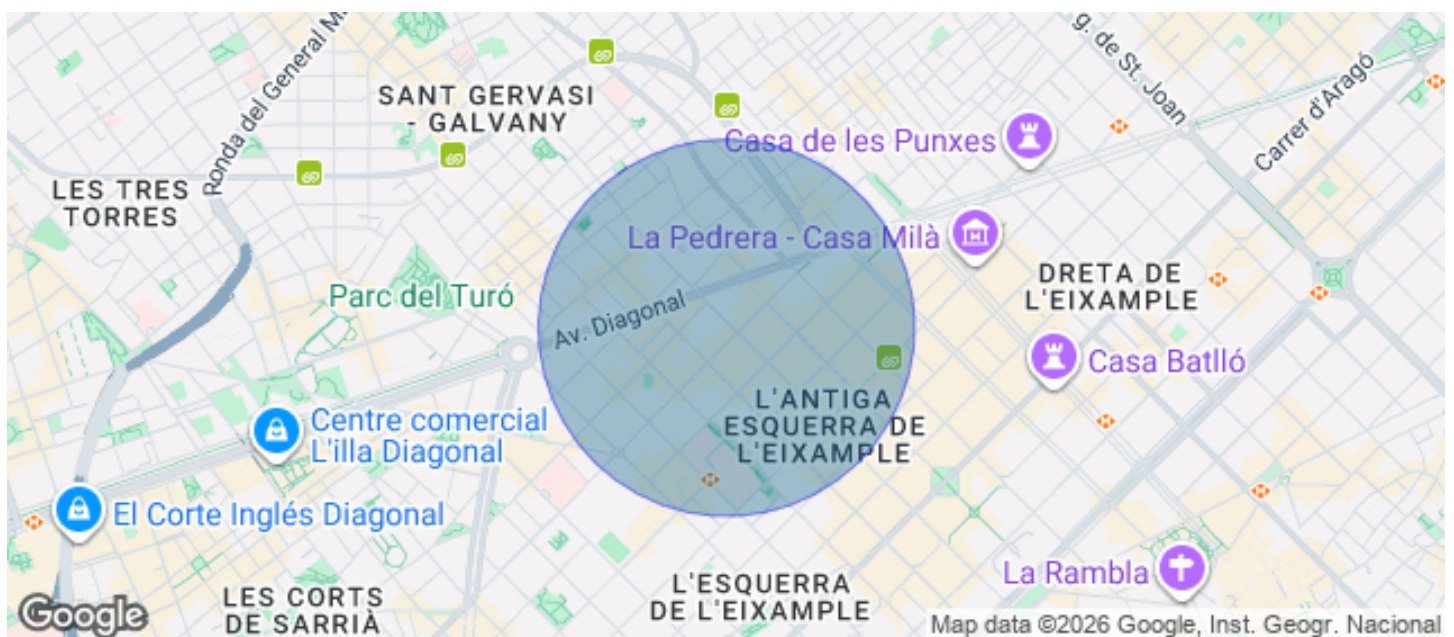 Ronda del General Mi
SANT GERVASI
- GALVANY
g. de St. Joan
Carrer d'Aragó
Casa de les Punxes
LES TRES
TORRES
La Pedrera - Casa Milà
DRETA DE
L'EIXAMPLE
Parc del Turó
Av. Diagonal
Casa Batlló
L'ANTIGA
ESQUERRA DE
L'EIXAMPLE
Centre comercial
L'illa Diagonal
El Corte Inglés Diagonal
La Rambla
L'ESQUERRA
DE L'EIXAMPLE
LES CORTS
DE SARRIÀ
Google
Map data ©2026 Google, Inst. Geogr. Nacional